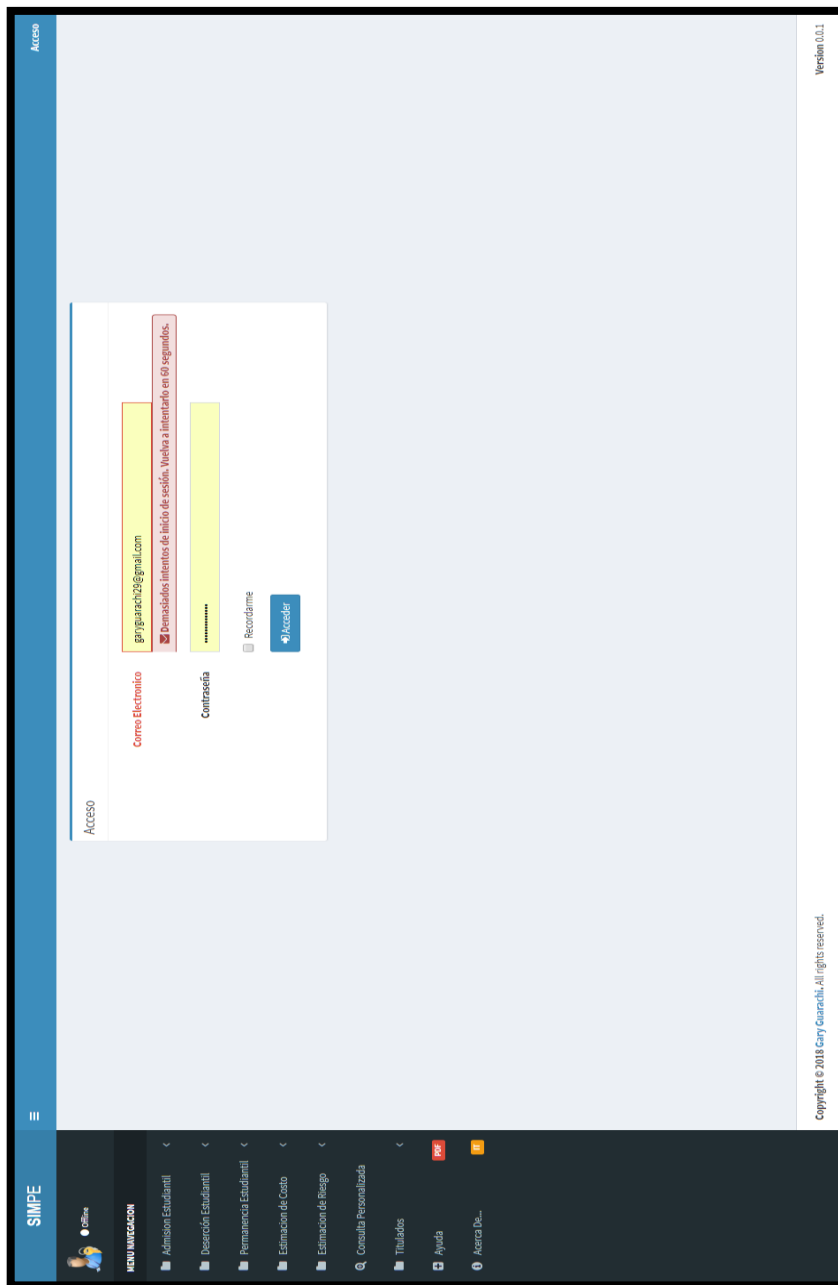 SIMPE
Acceso
Offline
MENU NAVEGACION
Admision Estudiantil
Deserción Estudiantil
Permanencia Estudiantil
Estimacion de Costo
Estimacion de Riesgo
Consulta Personalizada
Titulados
Ayuda PDF
Acerca De... IT
Acceso
Correo Electronico garyguarachi29@gmail.com
Demasiados intentos de inicio de sesión. Vuelva a intentarlo en 60 segundos.
Contraseña ••••••••••••••
Recordarme
Acceder
Copyright © 2018 Gary Guarachi. All rights reserved.
Version 0.0.1